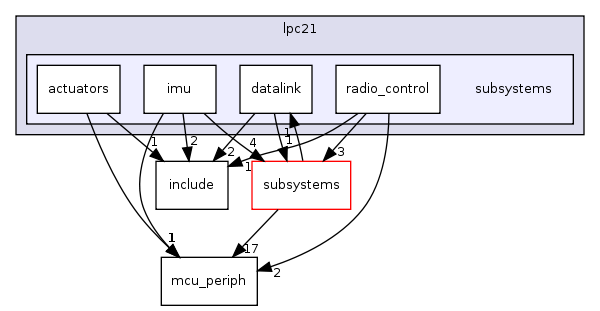 lpc21
actuators imu datalink radio_control subsystems
1 2 4 2 1 1 3
1
include subsystems
1 1 17 2
mcu_periph